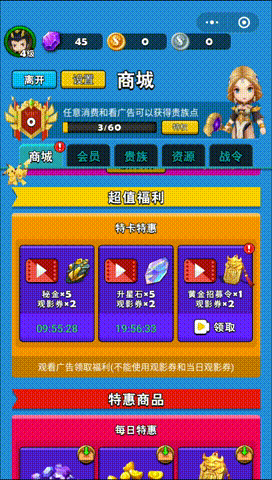 4级
45
0
0
离开
设置
商城
任意消费和看广告可以获得贵族点
0
3/60
特权
商城
会员
贵族
资源
战令
超值福利
特卡特惠
秘金×5
观影券×2
升星石×5
观影券×2
黄金招募令×1
观影券×2
09:55:28
19:56:33
领取
观看广告领取福利(不能使用观影券和当日观影券)
特惠商品
每日特惠